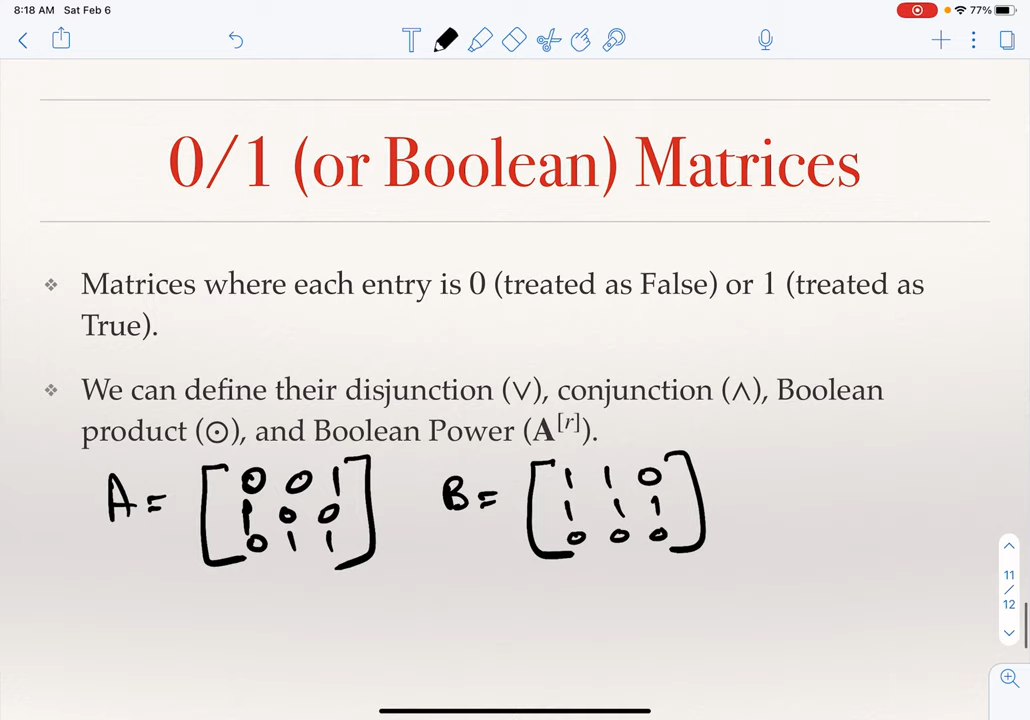 8:18 AM Sat Feb 6
77%
T
0/1 (or Boolean) Matrices
❖ Matrices where each entry is 0 (treated as False) or 1 (treated as
True).
❖ We can define their disjunction (∨), conjunction (∧), Boolean
product (⊙), and Boolean Power (A^[r]).
A = [0 0 1 B = [1 1 0
1 0 0 1 1 1
0 1 1] 0 0 0]
11
/
12